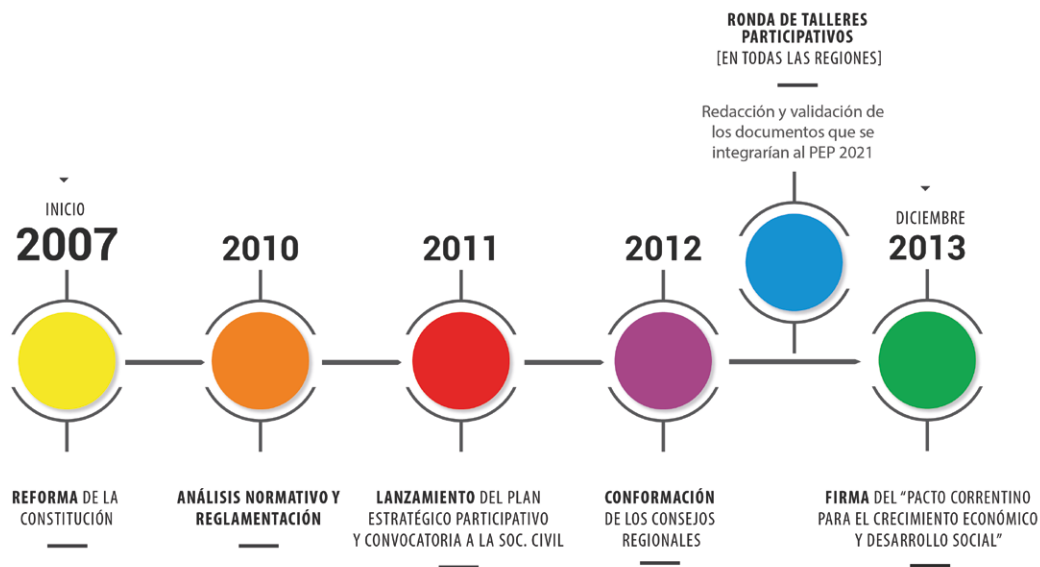 RONDA DE TALLERES
PARTICIPATIVOS
[EN TODAS LAS REGIONES]
Redacción y validación de
los documentos que se
integrarían al PEP 2021
INICIO
2007
2010
2011
2012
DICIEMBRE
2013
REFORMA DE LA
CONSTITUCIÓN
ANÁLISIS NORMATIVO Y
REGLAMENTACIÓN
LANZAMIENTO DEL PLAN
ESTRATÉGICO PARTICIPATIVO
Y CONVOCATORIA A LA SOC. CIVIL
CONFORMACIÓN
DE LOS CONSEJOS
REGIONALES
FIRMA DEL “PACTO CORRENTINO
PARA EL CRECIMIENTO ECONÓMICO
Y DESARROLLO SOCIAL”